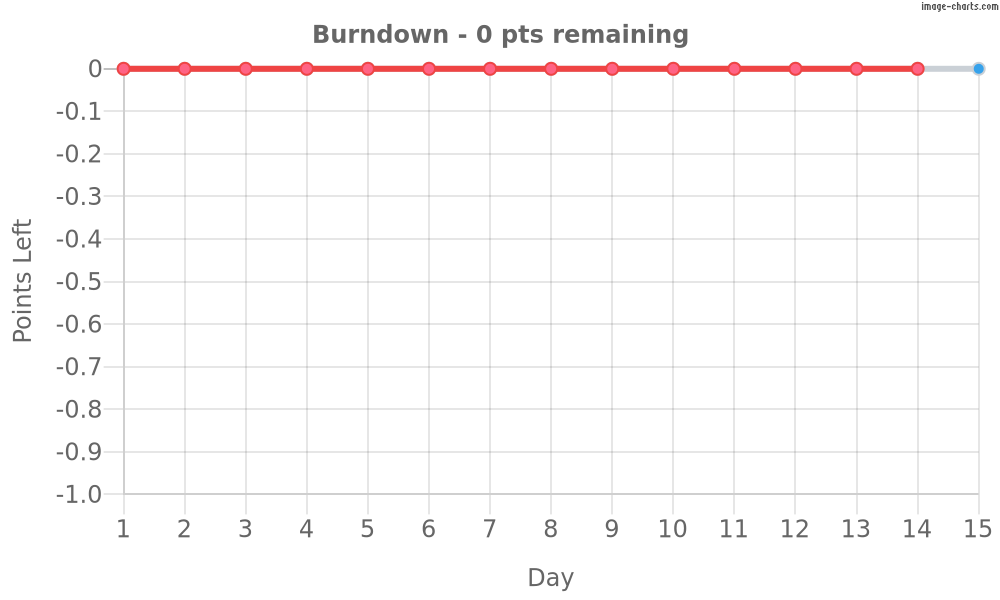 image-charts.com
Burndown - 0 pts remaining
0
-0.1
-0.2
-0.3
-0.4
-0.5
-0.6
-0.7
-0.8
-0.9
-1.0
Points Left
1 2 3 4 5 6 7 8 9 10 11 12 13 14 15
Day